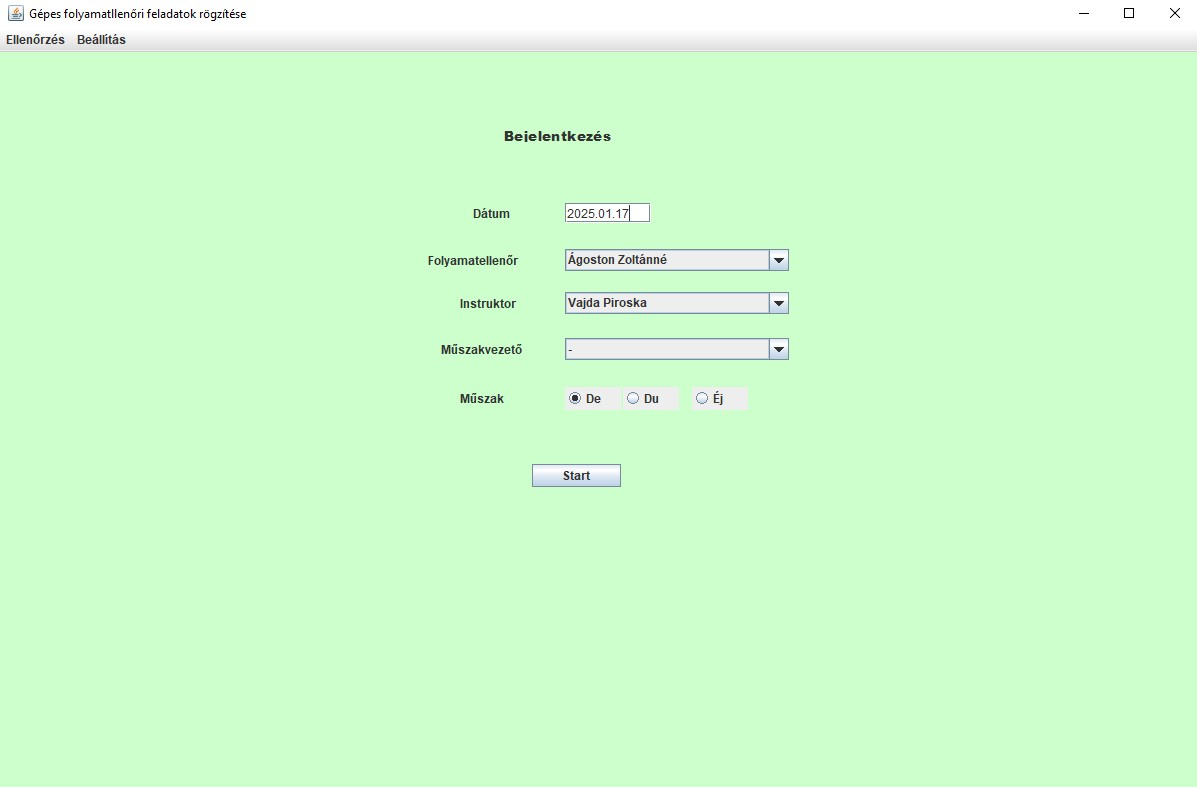 Gépes folyamatllenőri feladatok rögzítése
Ellenőrzés Beállítás
Bejelentkezés
Dátum 2025.01.17
Folyamatellenőr Ágoston Zoltánné
Instruktor Vajda Piroska
Műszakvezető -
Műszak De Du Éj
Start